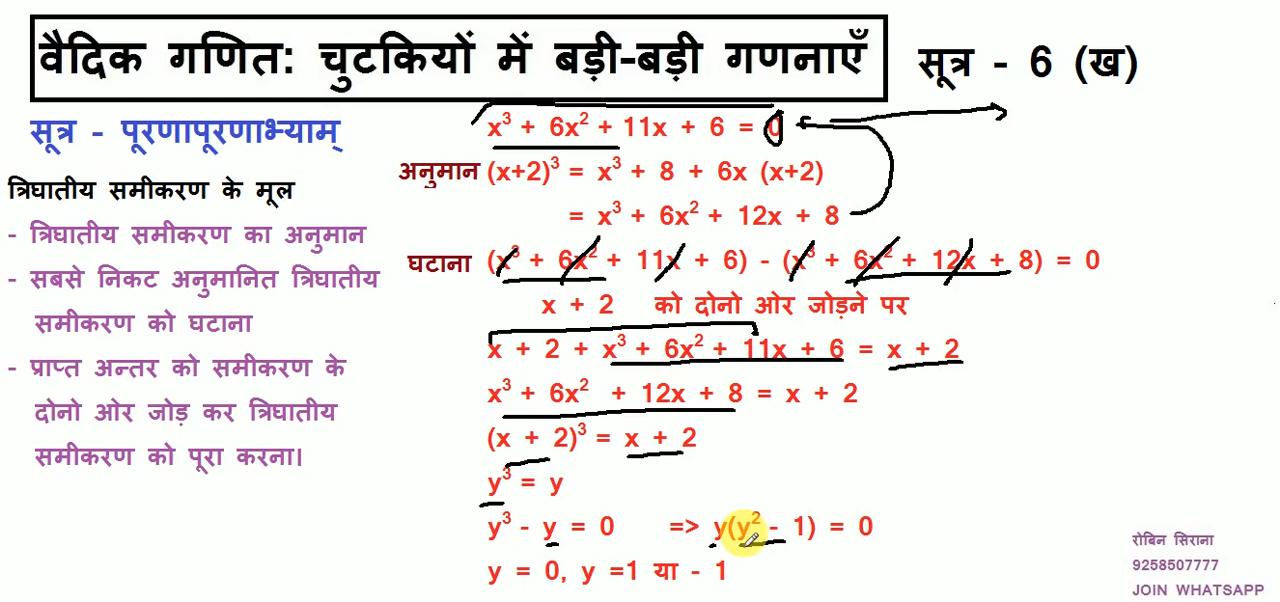 वैदिक गणित: चुटकियों में बड़ी-बड़ी गणनाएँ
सूत्र - 6 (ख)
सूत्र - पूरणापूरणाभ्याम्
त्रिघातीय समीकरण के मूल
- त्रिघातीय समीकरण का अनुमान
- सबसे निकट अनुमानित त्रिघातीय
समीकरण को घटाना
- प्राप्त अन्तर को समीकरण के
दोनो ओर जोड़ कर त्रिघातीय
समीकरण को पूरा करना।
x³ + 6x² + 11x + 6 = 0
अनुमान (x+2)³ = x³ + 8 + 6x (x+2)
= x³ + 6x² + 12x + 8
घटाना (x³ + 6x² + 11x + 6) - (x³ + 6x² + 12x + 8) = 0
x + 2 को दोनो ओर जोड़ने पर
x + 2 + x³ + 6x² + 11x + 6 = x + 2
x³ + 6x² + 12x + 8 = x + 2
(x + 2)³ = x + 2
y³ = y
y³ - y = 0 => y(y² - 1) = 0
y = 0, y =1 या - 1
रोबिन सिराना
9258507777
JOIN WHATSAPP